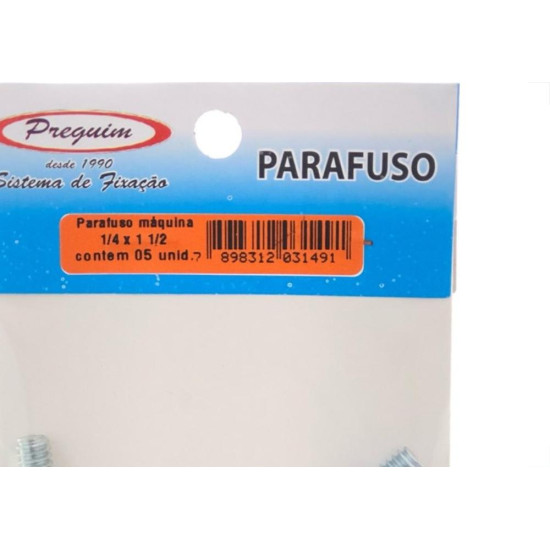 Preguim
desde 1990
Sistema de Fixação
PARAFUSO
Parafuso máquina
1/4 x 1 1/2
contem 05 unid.
7 898312 031491